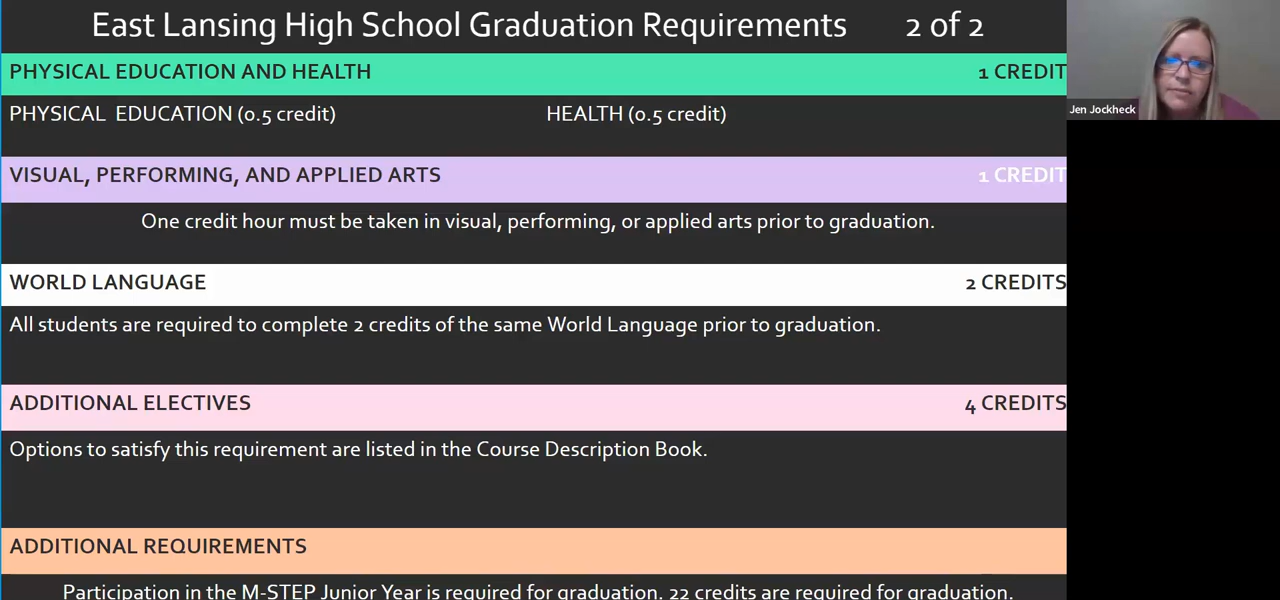 East Lansing High School Graduation Requirements 2 of 2
PHYSICAL EDUCATION AND HEALTH 1 CREDIT
PHYSICAL EDUCATION (0.5 credit) HEALTH (0.5 credit)
VISUAL, PERFORMING, AND APPLIED ARTS 1 CREDIT
One credit hour must be taken in visual, performing, or applied arts prior to graduation.
WORLD LANGUAGE 2 CREDITS
All students are required to complete 2 credits of the same World Language prior to graduation.
ADDITIONAL ELECTIVES 4 CREDITS
Options to satisfy this requirement are listed in the Course Description Book.
ADDITIONAL REQUIREMENTS
Participation in the M-STEP Junior Year is required for graduation. 22 credits are required for graduation.
Jen Jockheck